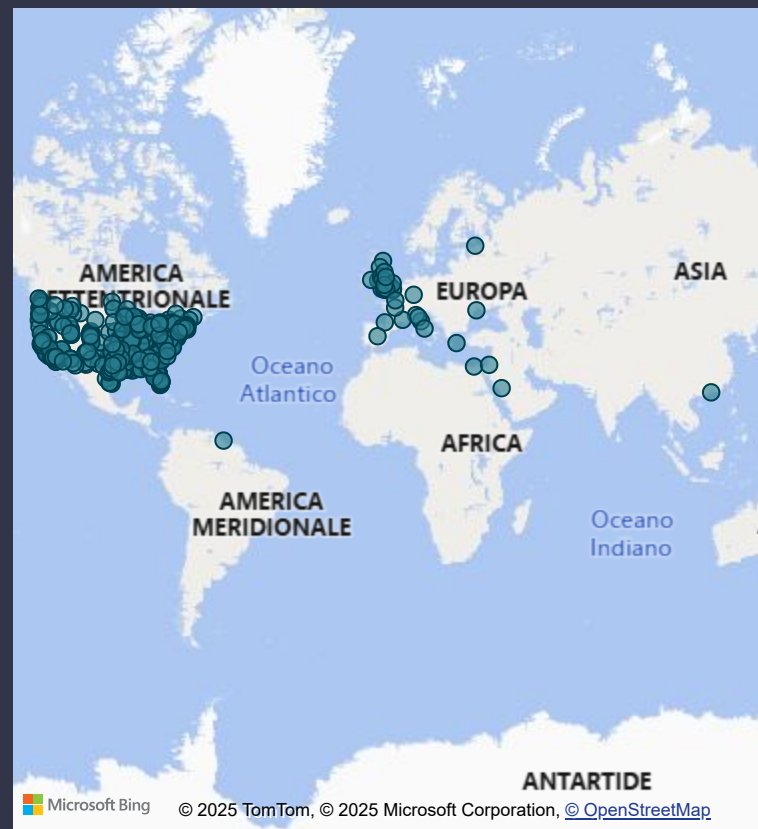 AMERICA
SETTENTRIONALE
EUROPA
ASIA
Oceano
Atlantico
AFRICA
AMERICA
MERIDIONALE
Oceano
Indiano
ANTARTIDE
Microsoft Bing
© 2025 TomTom, © 2025 Microsoft Corporation, © OpenStreetMap